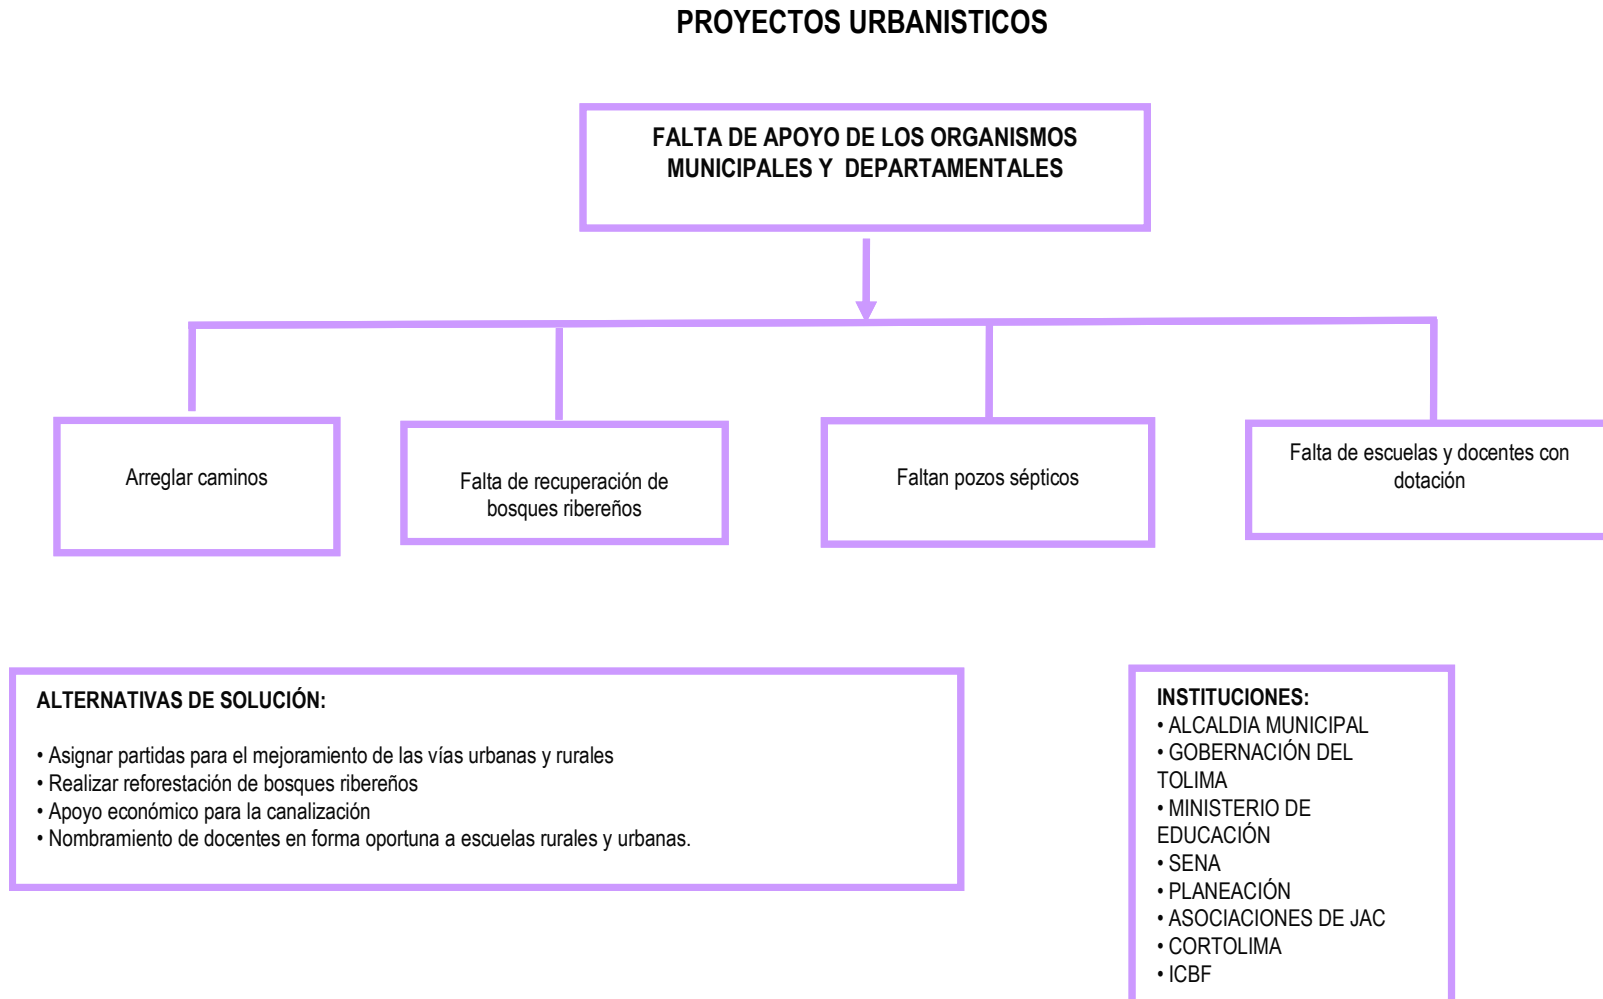 PROYECTOS URBANISTICOS
FALTA DE APOYO DE LOS ORGANISMOS
MUNICIPALES Y DEPARTAMENTALES
Arreglar caminos
Falta de recuperación de
bosques ribereños
Faltan pozos sépticos
Falta de escuelas y docentes con
dotación
ALTERNATIVAS DE SOLUCIÓN:
• Asignar partidas para el mejoramiento de las vías urbanas y rurales
• Realizar reforestación de bosques ribereños
• Apoyo económico para la canalización
• Nombramiento de docentes en forma oportuna a escuelas rurales y urbanas.
INSTITUCIONES:
• ALCALDIA MUNICIPAL
• GOBERNACIÓN DEL
TOLIMA
• MINISTERIO DE
EDUCACIÓN
• SENA
• PLANEACIÓN
• ASOCIACIONES DE JAC
• CORTOLIMA
• ICBF